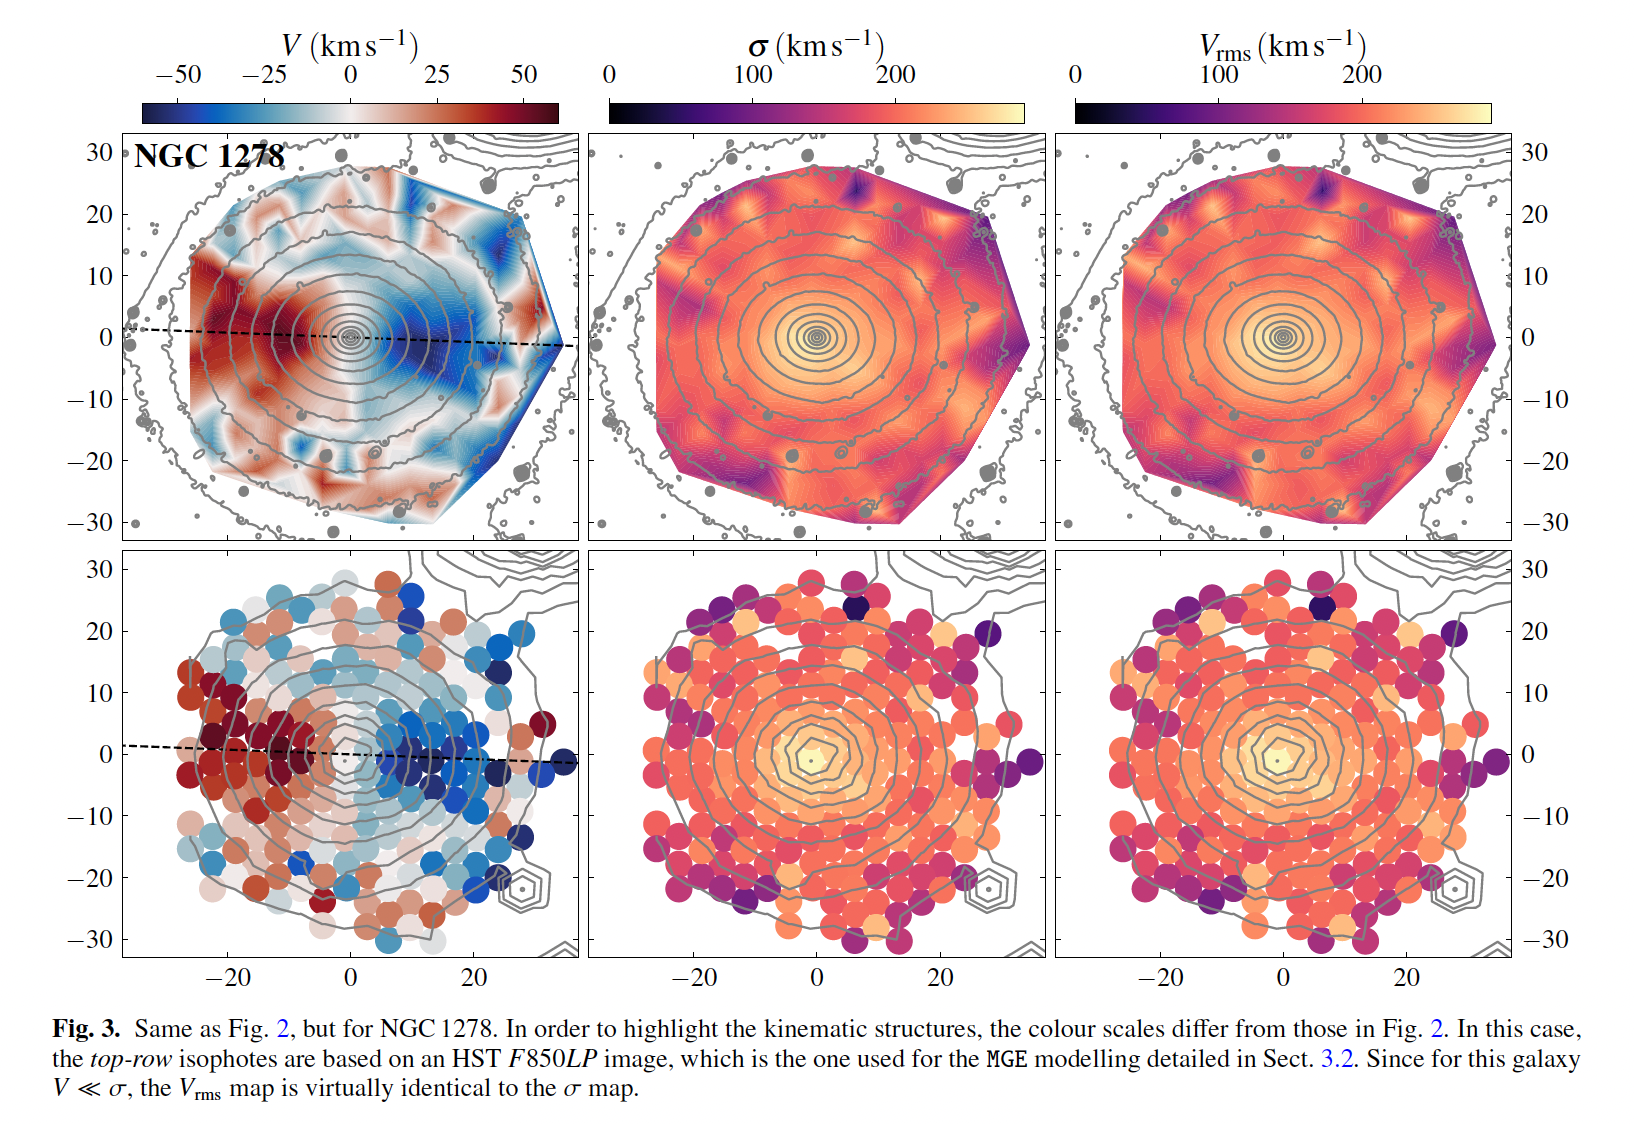 V (km s−1) σ (km s−1) Vrms (km s−1)
−50 −25 0 25 50 0 100 200 0 100 200
NGC 1278
30 30
20 20
10 10
0 0
−10 −10
−20 −20
−30 −30
30 30
20 20
10 10
0 0
−10 −10
−20 −20
−30 −30
−20 0 20 −20 0 20 −20 0 20
Fig. 3. Same as Fig. 2, but for NGC 1278. In order to highlight the kinematic structures, the colour scales differ from those in Fig. 2. In this case,
the top-row isophotes are based on an HST F850LP image, which is the one used for the MGE modelling detailed in Sect. 3.2. Since for this galaxy
V ≪ σ, the Vrms map is virtually identical to the σ map.